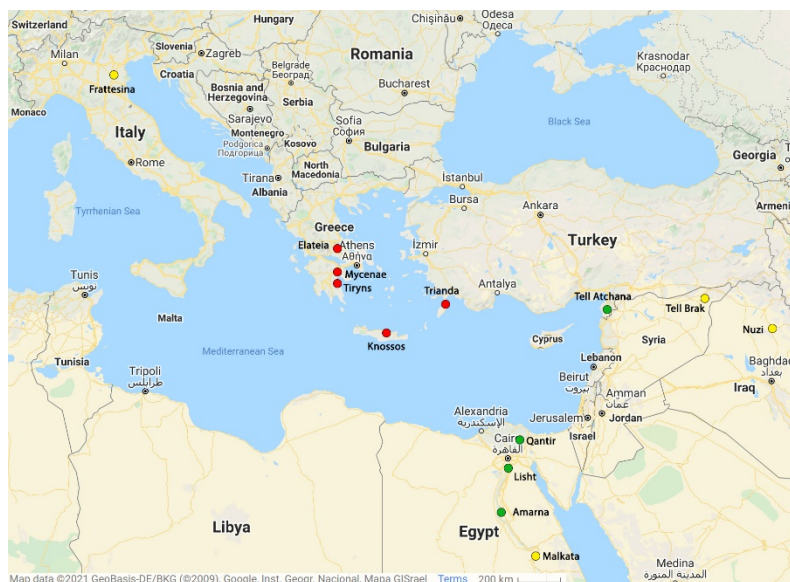 Switzerland
Milan
Frattesina
Monaco
Italy
Rome
Tyrrhenian Sea
Slovenia
Zagreb
Croatia
Hungary
Bosnia and
Herzegovina
Sarajevo
Belgrade
Београд
Serbia
Montenegro
Podgorica
Подгорица
Kosovo
North
Macedonia
Tirana
Albania
Romania
Bucharest
Sofia
София
Bulgaria
Chișinău
Odesa
Одеса
Krasnodar
Краснодар
Black Sea
Georgia
Armeni
İstanbul
Bursa
Ankara
Turkey
İzmir
Antalya
Greece
Elateia
Athens
Αθήνα
Mycenae
Tiryns
Trianda
Knossos
Tell Atchana
Tell Brak
Nuzi
Cyprus
Syria
Lebanon
Beirut
بيروت
Baghdad
بغداد
Iraq
Amman
عمّان
Jerusalem
Jordan
Israel
Tunis
تونس
Tunisia
Malta
Mediterranean Sea
Tripoli
طرابلس
Libya
Alexandria
الإسكندرية
Cairo
القاهرة
Qantir
Lisht
Amarna
Egypt
Malkata
Medina
المدينة المنورة
Map data ©2021 GeoBasis-DE/BKG (©2009), Google, Inst. Geogr. Nacional, Mapa GISrael Terms 200 km